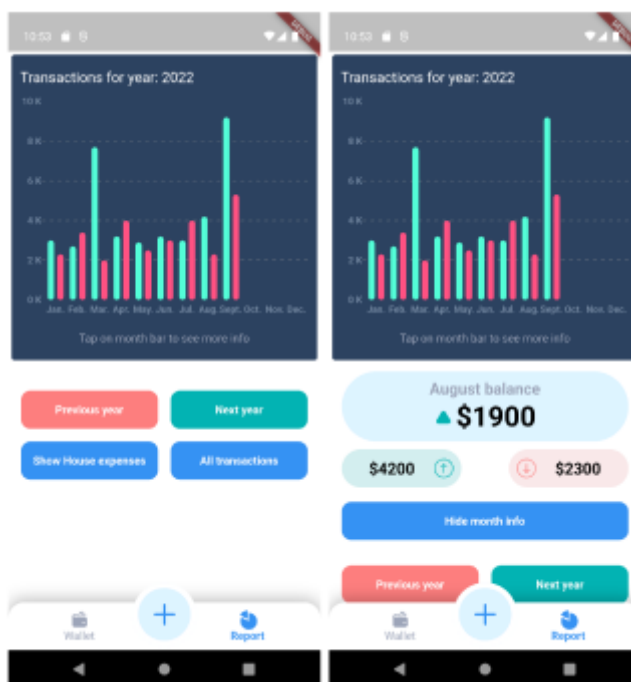 10:53
Transactions for year: 2022
10 K
8 K
6 K
4 K
2 K
0 K
Jan. Feb. Mar. Apr. May. Jun. Jul. Aug. Sept. Oct. Nov. Dec.
Tap on month bar to see more info
Previous year
Next year
Show House expenses
All transactions
Wallet
Report
10:53
Transactions for year: 2022
10 K
8 K
6 K
4 K
2 K
0 K
Jan. Feb. Mar. Apr. May. Jun. Jul. Aug. Sept. Oct. Nov. Dec.
Tap on month bar to see more info
August balance
$1900
$4200
$2300
Hide month info
Previous year
Next year
Wallet
Report